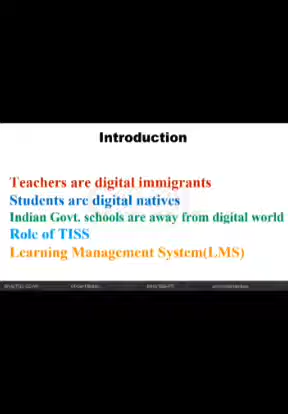 Introduction
Teachers are digital immigrants
Students are digital natives
Indian Govt. schools are away from digital world
Role of TISS
Learning Management System(LMS)